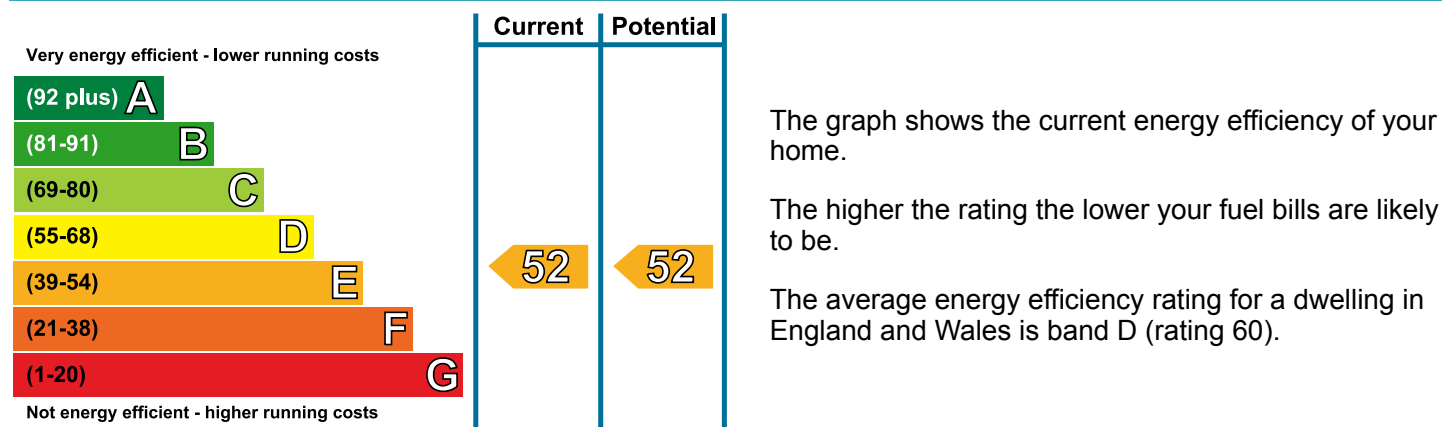 Current Potential
Very energy efficient - lower running costs
(92 plus) A
(81-91) B
(69-80) C
(55-68) D
(39-54) E
52 52
(21-38) F
(1-20) G
Not energy efficient - higher running costs
The graph shows the current energy efficiency of your
home.
The higher the rating the lower your fuel bills are likely
to be.
The average energy efficiency rating for a dwelling in
England and Wales is band D (rating 60).